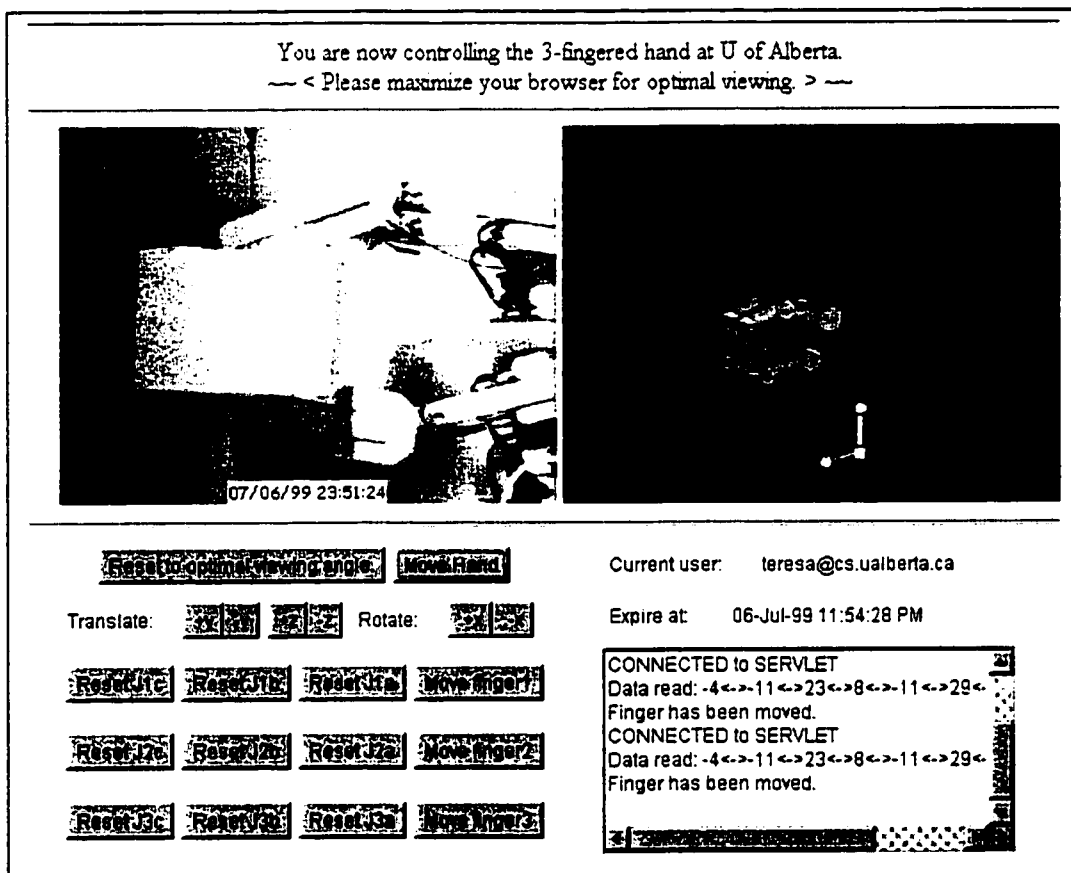 You are now controlling the 3-fingered hand at U of Alberta.
~~ < Please maximize your browser for optimal viewing. > ~~
07/06/99 23:51:24
Reset to optimal viewing angle. Move Hand
Current user: teresa@cs.ualberta.ca
Translate: Rotate:
Expire at: 06-Jul-99 11:54:28 PM
Reset J1c Reset J1b Reset J1a Move finger1
Reset J2c Reset J2b Reset J2a Move finger2
Reset J3c Reset J3b Reset J3a Move finger3
CONNECTED to SERVLET
Data read: -4<->-11<->23<->8<->-11<->29<-
Finger has been moved.
CONNECTED to SERVLET
Data read: -4<->-11<->23<->8<->-11<->29<-
Finger has been moved.